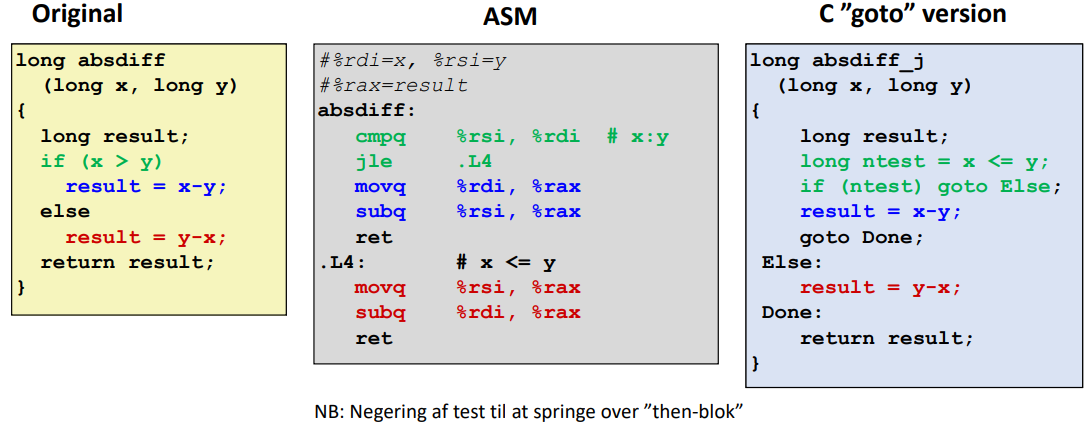 Original
long absdiff
(long x, long y)
{
long result;
if (x > y)
result = x-y;
else
result = y-x;
return result;
}
ASM
#%rdi=x, %rsi=y
#%rax=result
absdiff:
cmpq %rsi, %rdi # x:y
jle .L4
movq %rdi, %rax
subq %rsi, %rax
ret
.L4: # x <= y
movq %rsi, %rax
subq %rdi, %rax
ret
C ”goto” version
long absdiff_j
(long x, long y)
{
long result;
long ntest = x <= y;
if (ntest) goto Else;
result = x-y;
goto Done;
Else:
result = y-x;
Done:
return result;
}
NB: Negering af test til at springe over ”then-blok”